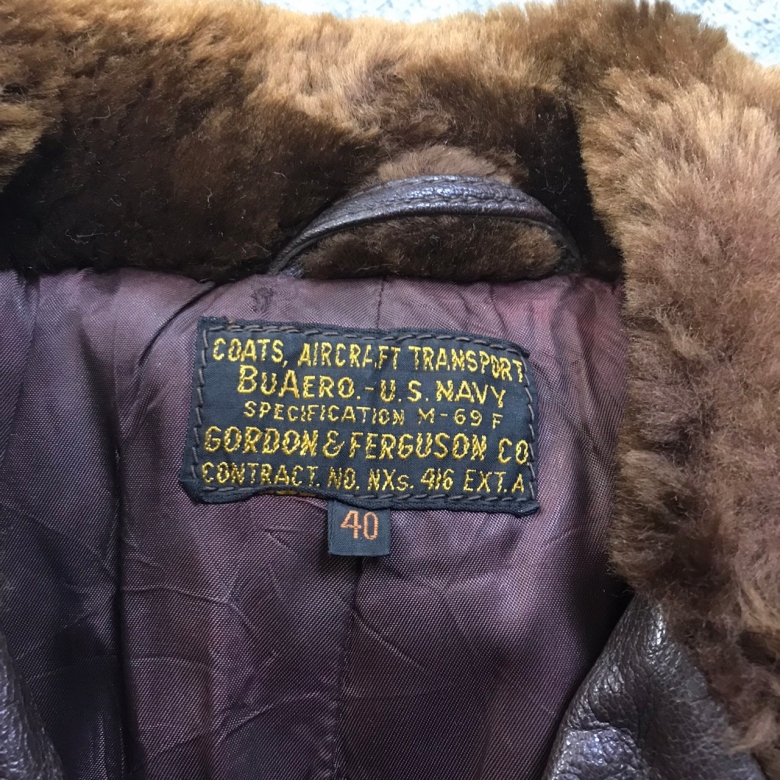 COATS, AIRCRAFT TRANSPORT
BUAERO.-U.S. NAVY
SPECIFICATION M-69 F
GORDON & FERGUSON CO
CONTRACT. NO. NXs. 416 EXT. A
40